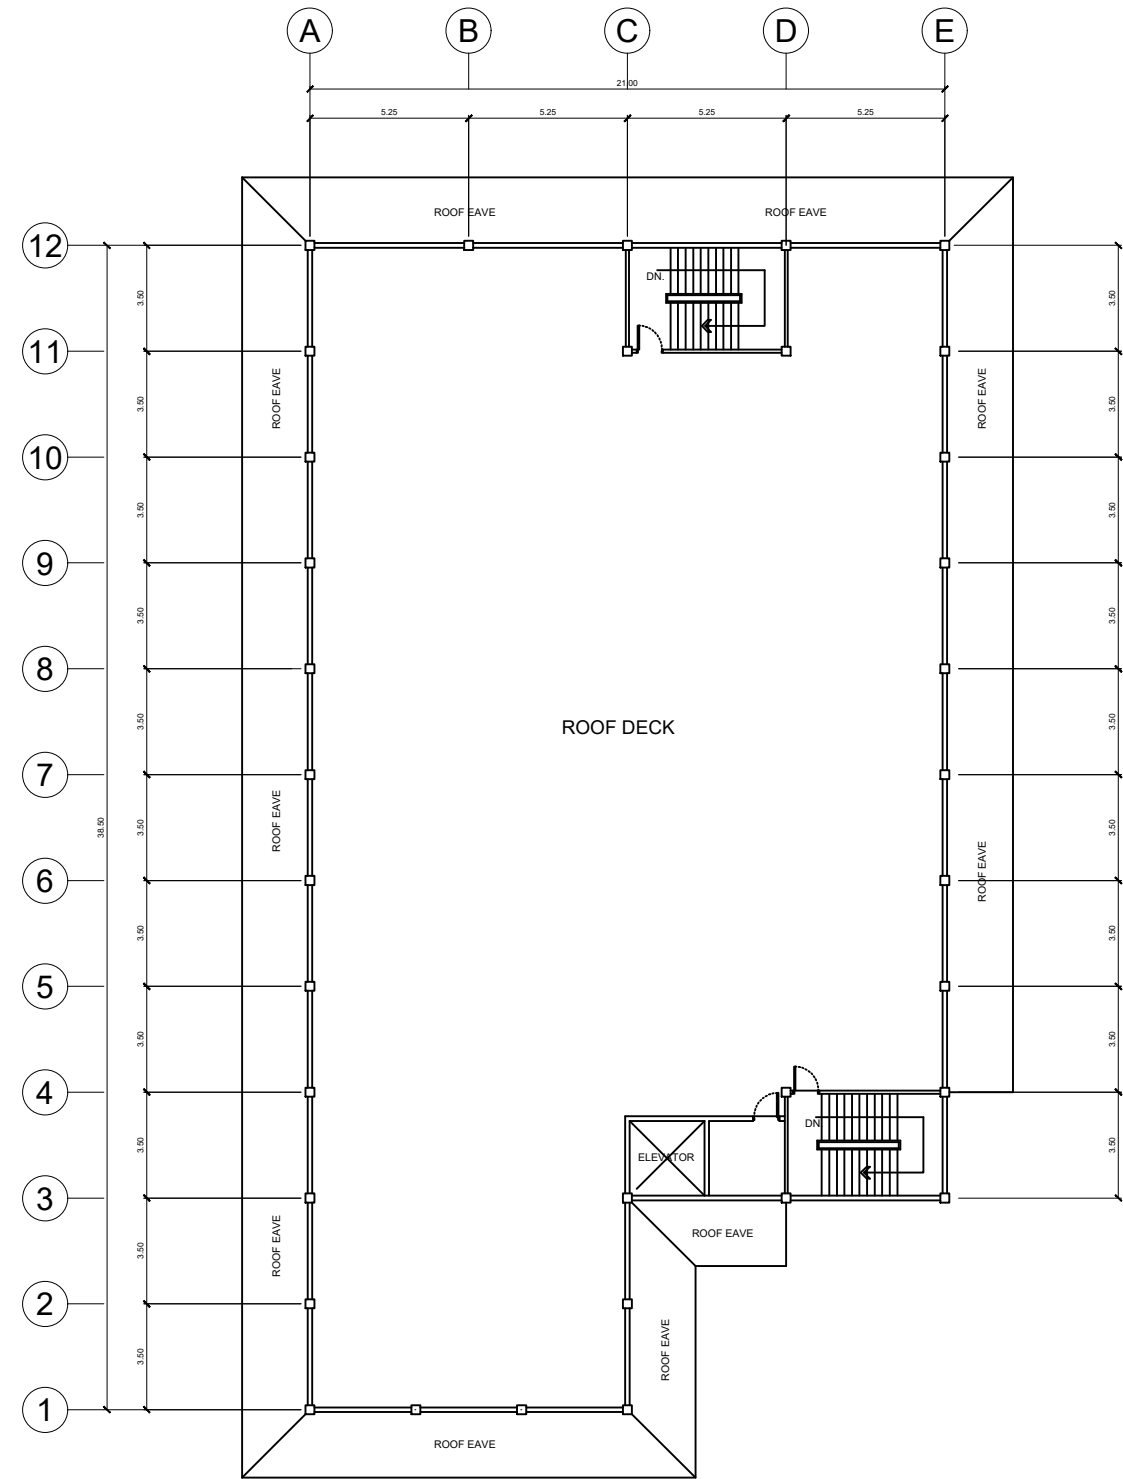 A B C D E
21.00
5.25 5.25 5.25 5.25
ROOF EAVE ROOF EAVE
12
DN.
3.50 3.50
11
ROOF EAVE ROOF EAVE
3.50 3.50
10
3.50 3.50
9
3.50 3.50
8
ROOF DECK
3.50 3.50
7
38.50
ROOF EAVE
3.50 3.50
6
ROOF EAVE
3.50 3.50
5
3.50 3.50
4
DN.
3.50 3.50
ELEVATOR
3
ROOF EAVE
ROOF EAVE
3.50
2
ROOF EAVE
3.50
1
ROOF EAVE